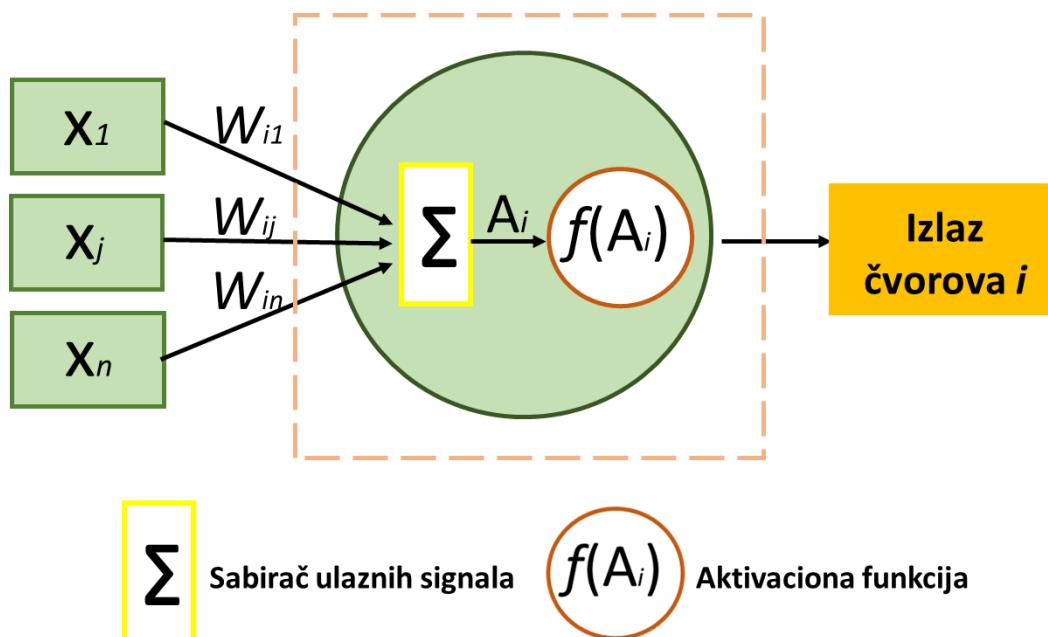 x1
Wi1
xj
Wij
xn
Win
Σ
Ai
f(Ai)
Izlaz
čvorova i
Σ
Sabirač ulaznih signala
f(Ai)
Aktivaciona funkcija